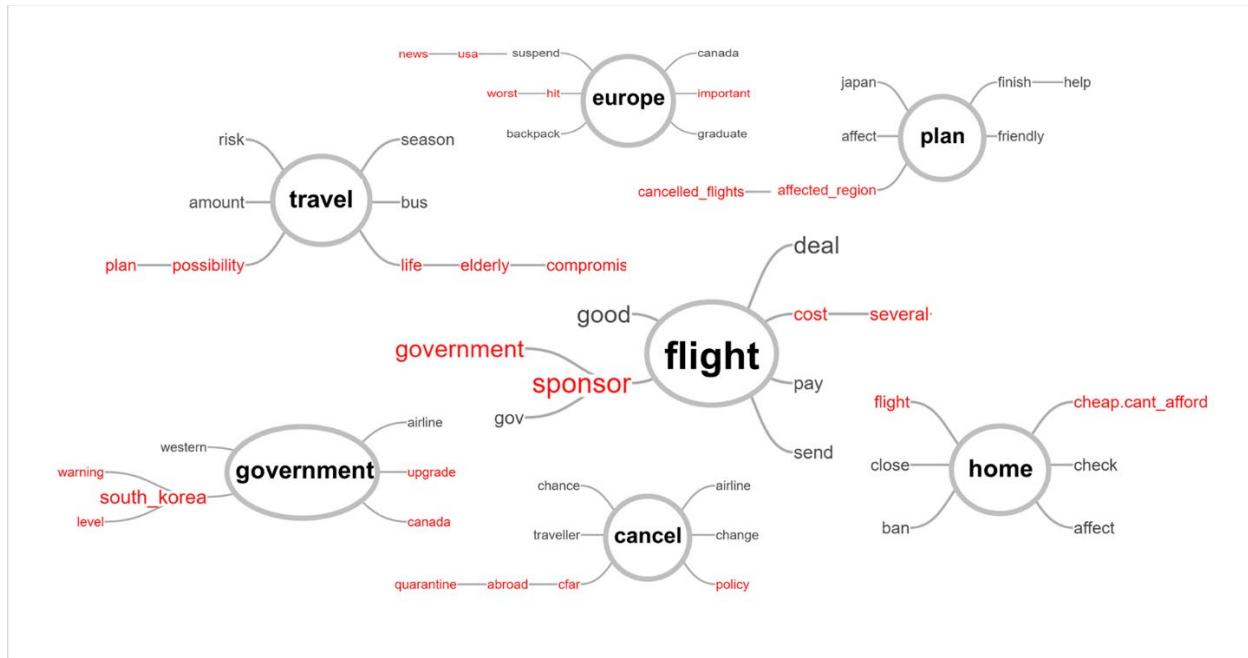 news usa suspend canada
worst hit europe important
backpack graduate
japan finish help
affect plan friendly
cancelled_flights affected_region
risk season
amount travel bus
plan possibility life elderly compromis
deal
good cost several
government flight
sponsor pay
gov send
western airline
warning government upgrade
south_korea
level canada
chance airline
traveller cancel change
quarantine abroad cfar policy
flight cheap.cant_afford
close home check
ban affect